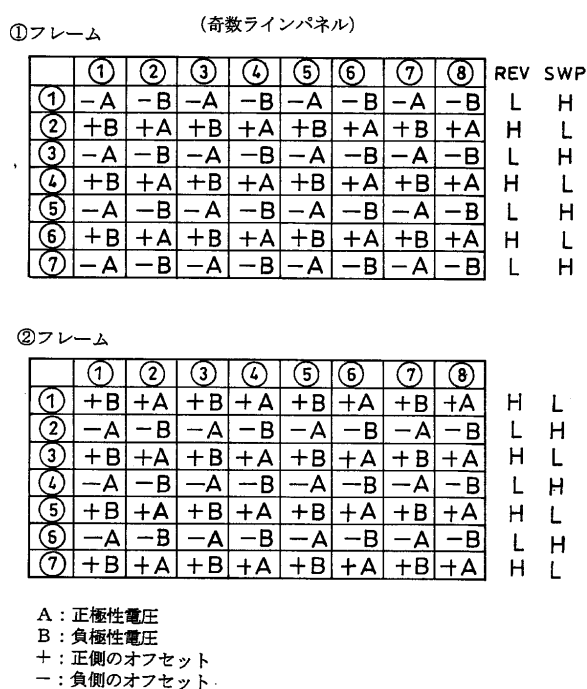 (奇数ラインパネル)
①フレーム
① ② ③ ④ ⑤ ⑥ ⑦ ⑧ REV SWP
① −A −B −A −B −A −B −A −B L H
② +B +A +B +A +B +A +B +A H L
③ −A −B −A −B −A −B −A −B L H
④ +B +A +B +A +B +A +B +A H L
⑤ −A −B −A −B −A −B −A −B L H
⑥ +B +A +B +A +B +A +B +A H L
⑦ −A −B −A −B −A −B −A −B L H
②フレーム
① ② ③ ④ ⑤ ⑥ ⑦ ⑧
① +B +A +B +A +B +A +B +A H L
② −A −B −A −B −A −B −A −B L H
③ +B +A +B +A +B +A +B +A H L
④ −A −B −A −B −A −B −A −B L H
⑤ +B +A +B +A +B +A +B +A H L
⑥ −A −B −A −B −A −B −A −B L H
⑦ +B +A +B +A +B +A +B +A H L
A:正極性電圧
B:負極性電圧
+:正側のオフセット
−:負側のオフセット